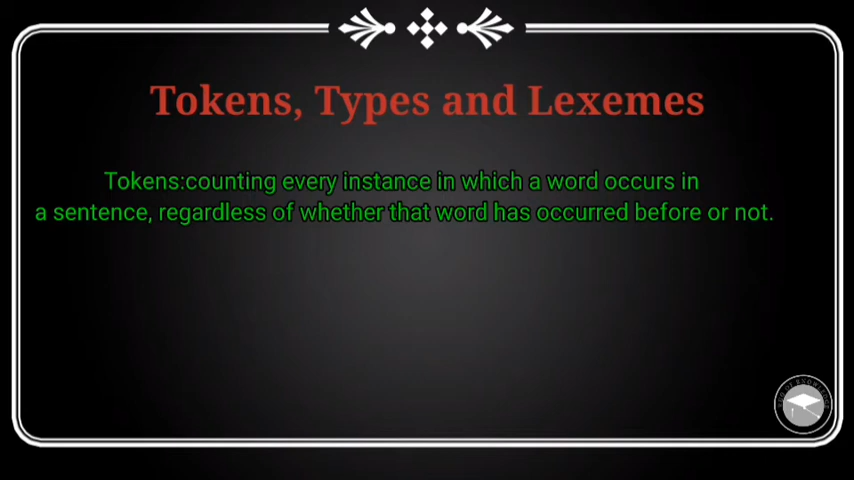 Tokens, Types and Lexemes
Tokens:counting every instance in which a word occurs in
a sentence, regardless of whether that word has occurred before or not.